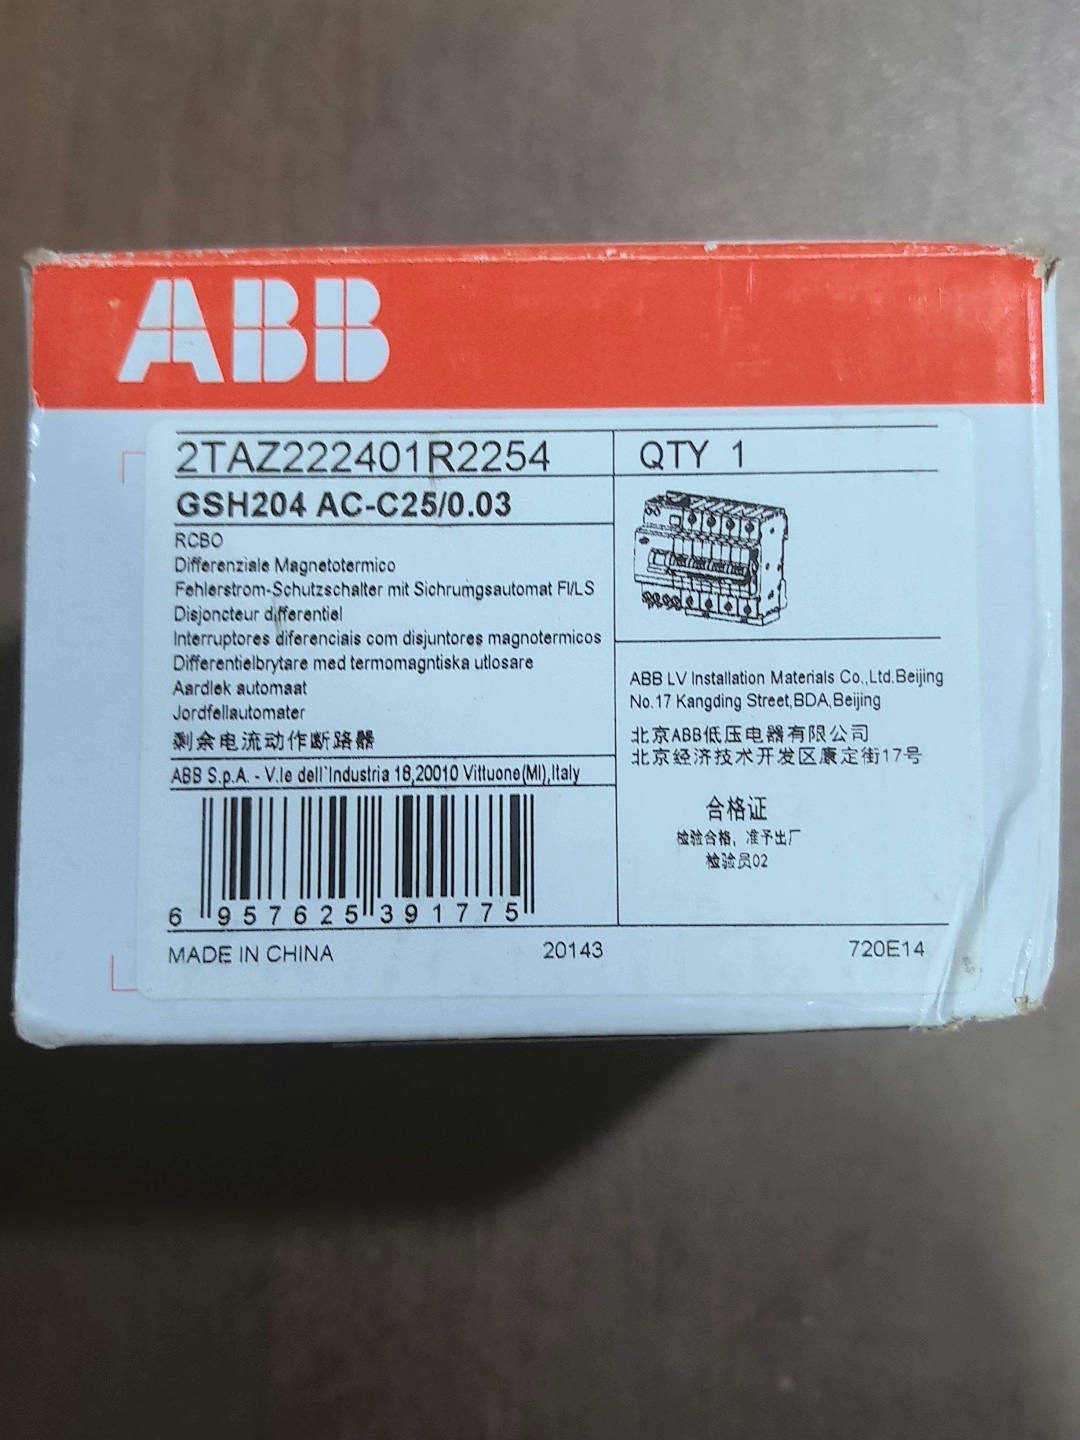 ABB
2TAZ222401R2254
QTY 1
GSH204 AC-C25/0.03
RCBO
Differenziale Magnetotermico
Fehlerstrom-Schutzschalter mit Sichrumgsautomat FI/LS
Disjoncteur differentiel
Interruptores diferenciais com disjuntores magnotermicos
Differentielbrytare med termomagntiska utlosare
Aardlek automaat
Jordfellautomater
剩余电流动作断路器
ABB S.p.A. - V.le dell`Industria 18,20010 Vittuone(MI),Italy
ABB LV Installation Materials Co.,Ltd.Beijing
No.17 Kangding Street,BDA,Beijing
北京ABB低压电器有限公司
北京经济技术开发区康定街17号
合格证
检验合格，准予出厂
检验员02
6 957625 391775
MADE IN CHINA
20143
720E14